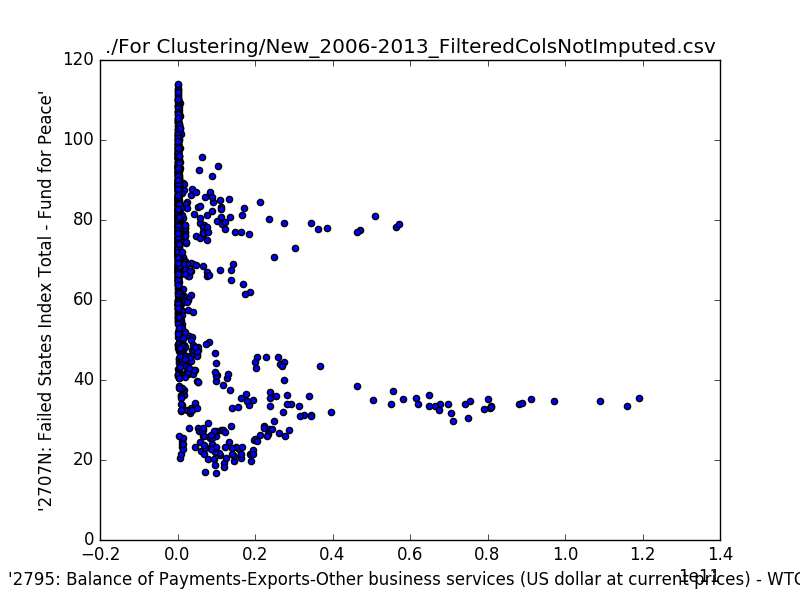 ./For Clustering/New_2006-2013_FilteredColsNotImputed.csv
120
100
80
60
40
20
0
'2707N: Failed States Index Total - Fund for Peace'
−0.2 0.0 0.2 0.4 0.6 0.8 1.0 1.2 1.4
1e11
'2795: Balance of Payments-Exports-Other business services (US dollar at current prices) - WTO